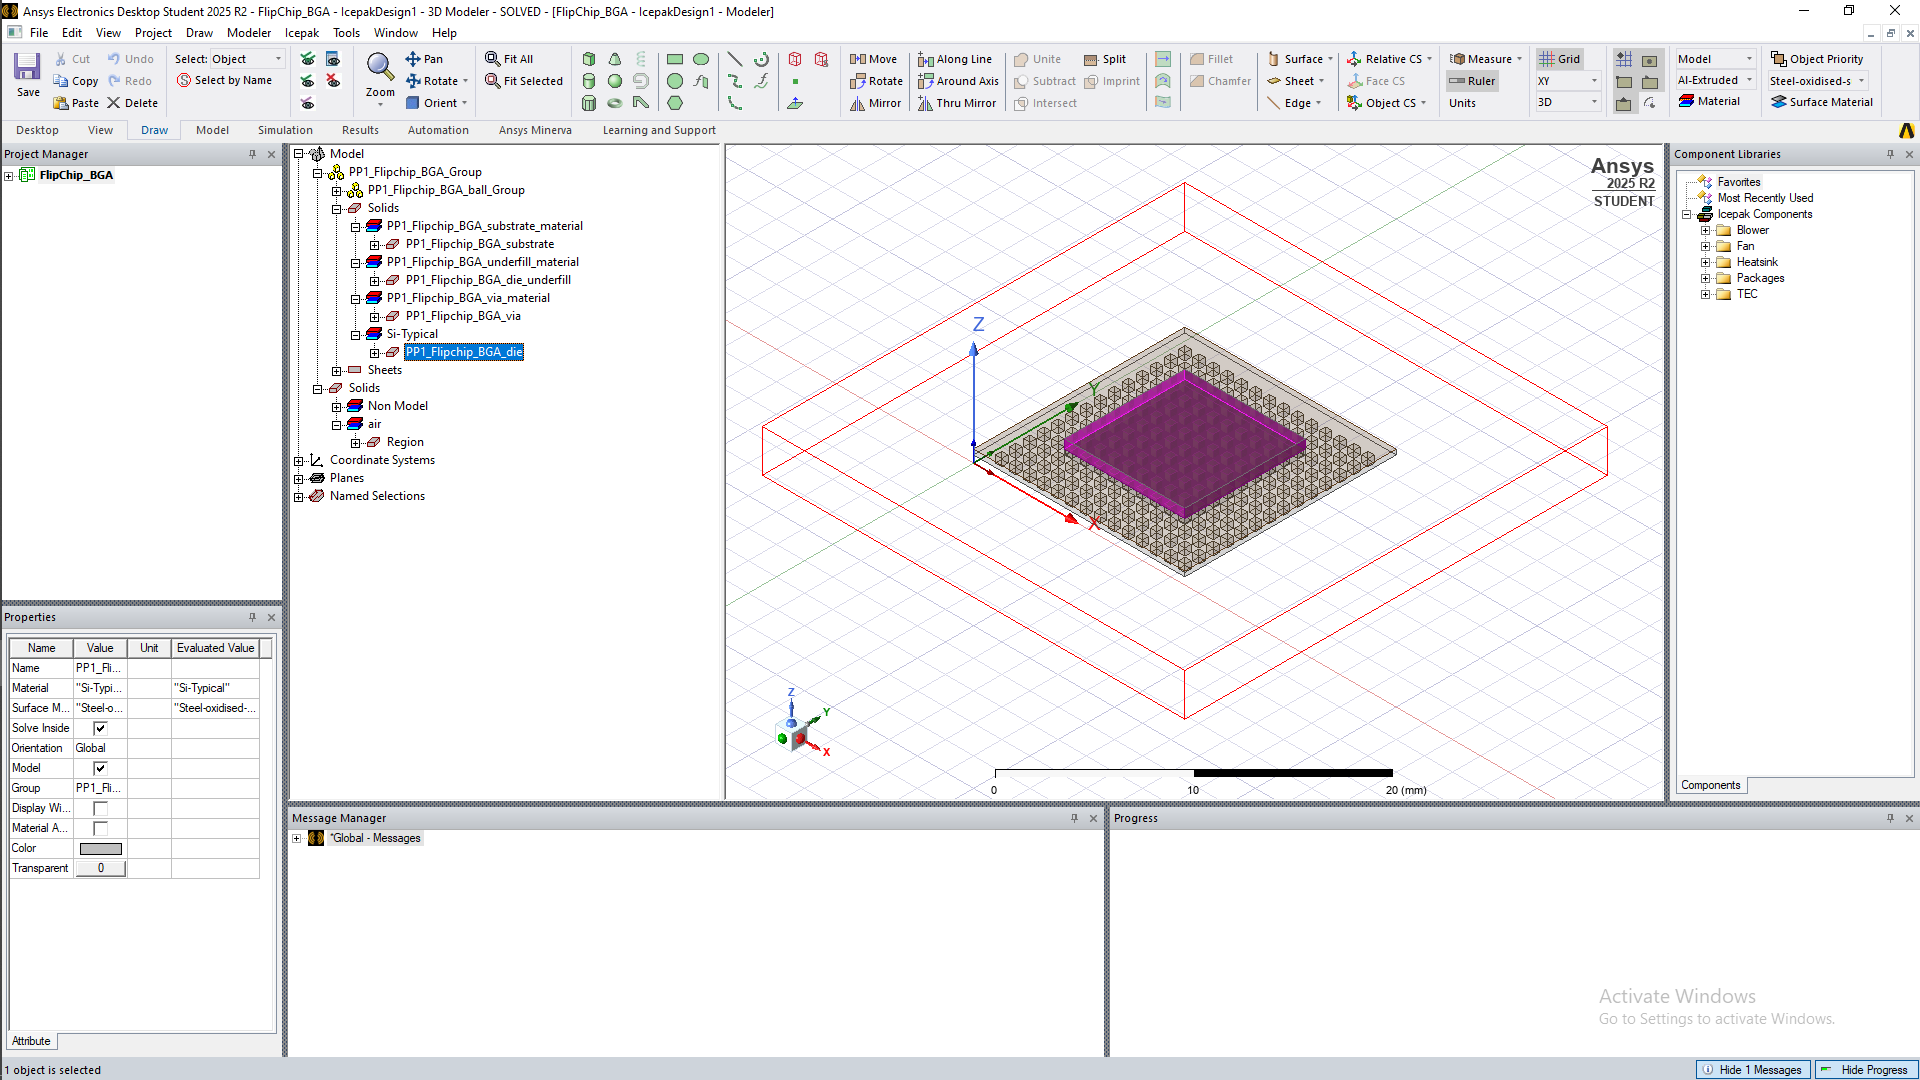 Ansys Electronics Desktop Student 2025 R2 - FlipChip_BGA - IcepakDesign1 - 3D Modeler - SOLVED - [FlipChip_BGA - IcepakDesign1 - Modeler]
File Edit View Project Draw Modeler Icepak Tools Window Help
Save
Cut
Copy
Paste
Undo
Redo
Delete
Select: Object
Select by Name
Zoom
Pan
Rotate
Orient
Fit All
Fit Selected
Move
Rotate
Mirror
Along Line
Around Axis
Thru Mirror
Unite
Subtract
Intersect
Split
Imprint
Fillet
Chamfer
Surface
Sheet
Edge
Relative CS
Face CS
Object CS
Measure
Ruler
Units
Grid
XY
3D
Model
Al-Extruded
Material
Object Priority
Steel-oxidised-s
Surface Material
Desktop View Draw Model Simulation Results Automation Ansys Minerva Learning and Support
Project Manager
FlipChip_BGA
Model
PP1_Flipchip_BGA_Group
PP1_Flipchip_BGA_ball_Group
Solids
PP1_Flipchip_BGA_substrate_material
PP1_Flipchip_BGA_substrate
PP1_Flipchip_BGA_underfill_material
PP1_Flipchip_BGA_die_underfill
PP1_Flipchip_BGA_via_material
PP1_Flipchip_BGA_via
Si-Typical
PP1_Flipchip_BGA_die
Sheets
Solids
Non Model
air
Region
Coordinate Systems
Planes
Named Selections
Ansys
2025 R2
STUDENT
Z
Y
X
Z
Y
X
0 10 20 (mm)
Component Libraries
Favorites
Most Recently Used
Icepak Components
Blower
Fan
Heatsink
Packages
TEC
Components
Properties
Name Value Unit Evaluated Value
Name PP1_Fli...
Material "Si-Typi... "Si-Typical"
Surface M... "Steel-o... "Steel-oxidised-...
Solve Inside
Orientation Global
Model
Group PP1_Fli...
Display Wi...
Material A...
Color
Transparent 0
Attribute
Message Manager
*Global - Messages
Progress
Activate Windows
Go to Settings to activate Windows.
1 object is selected
Hide 1 Messages
Hide Progress